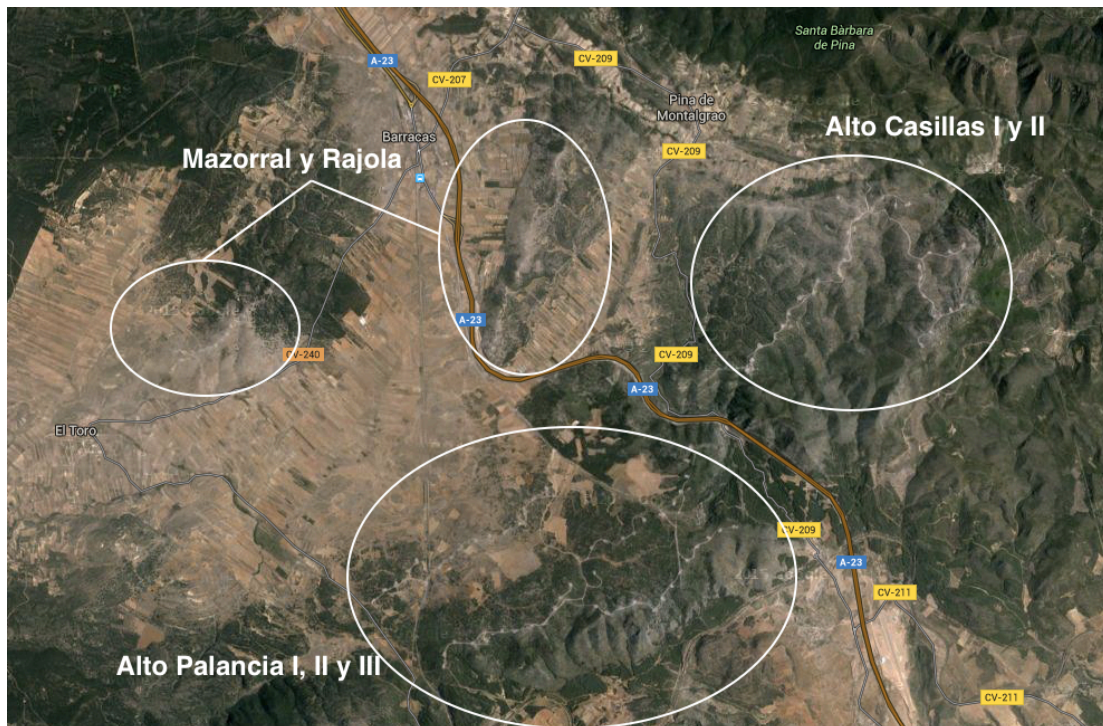 Santa Bàrbara
de Pina
A-23
CV-209
CV-207
Pina de
Montalgrao
Alto Casillas I y II
Barracas
CV-209
Mazorral y Rajola
A-23
CV-240
CV-209
A-23
El Toro
CV-209
A-23
CV-211
Alto Palancia I, II y III
CV-211